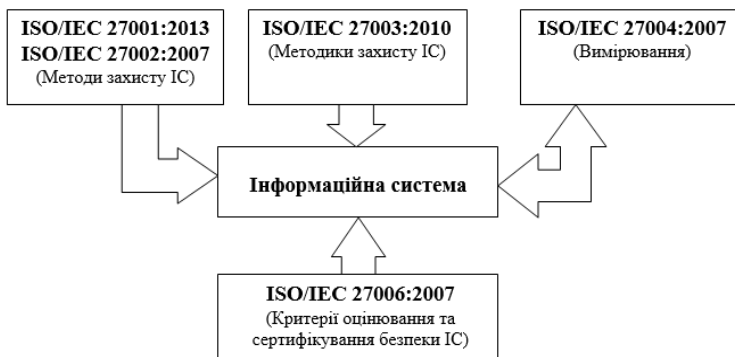 ISO/IEC 27001:2013
ISO/IEC 27002:2007
(Методи захисту ІС)
ISO/IEC 27003:2010
(Методики захисту ІС)
ISO/IEC 27004:2007
(Вимірювання)
Інформаційна система
ISO/IEC 27006:2007
(Критерії оцінювання та
сертифікування безпеки ІС)